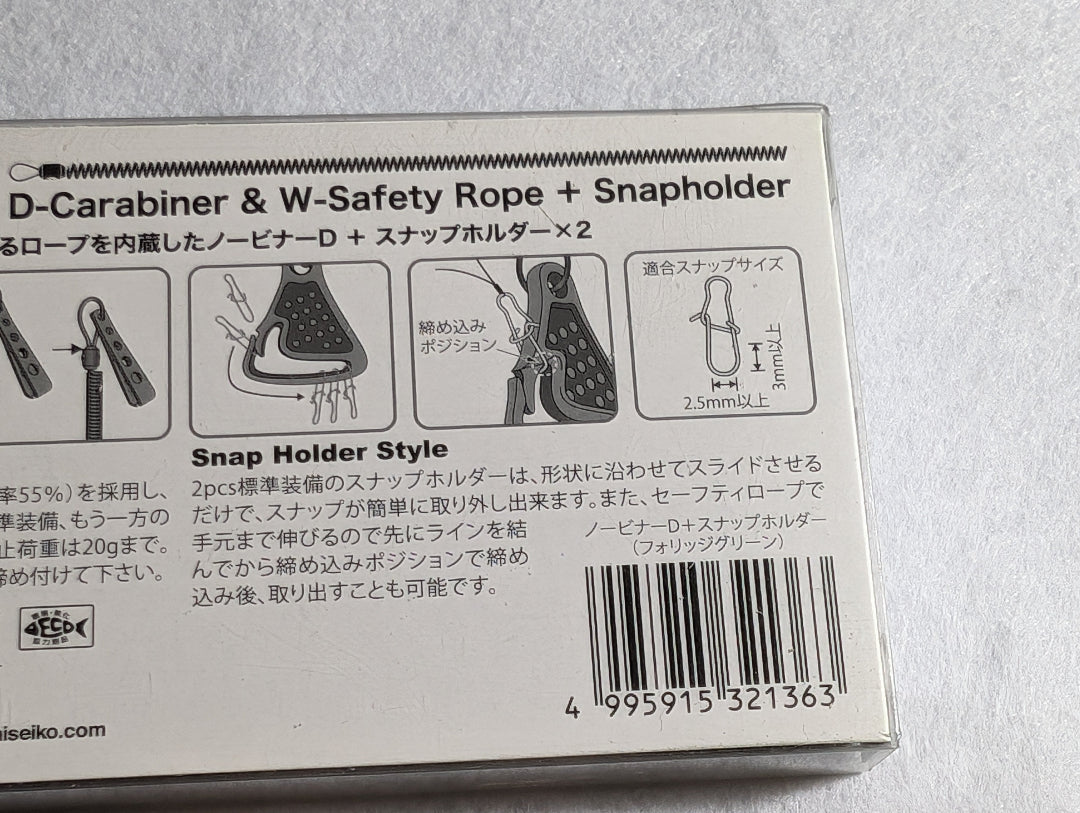 D-Carabiner & W-Safety Rope + Snapholder
るロープを内蔵したノービナーD + スナップホルダー×2
締め込み
ポジション
適合スナップサイズ
3mm以上
2.5mm以上
Snap Holder Style
2pcs標準装備のスナップホルダーは、形状に沿わせてスライドさせる
だけで、スナップが簡単に取り外し出来ます。また、セーフティロープで
手元まで伸びるので先にラインを結
んでから締め込みポジションで締め
込み後、取り出すことも可能です。
率55%)を採用し、
準装備、もう一方の
止荷重は20gまで。
締め付けて下さい。
ノービナーD+スナップホルダー
(フォリッジグリーン)
ECO
協力商品
iseiko.com
4 995915 321363